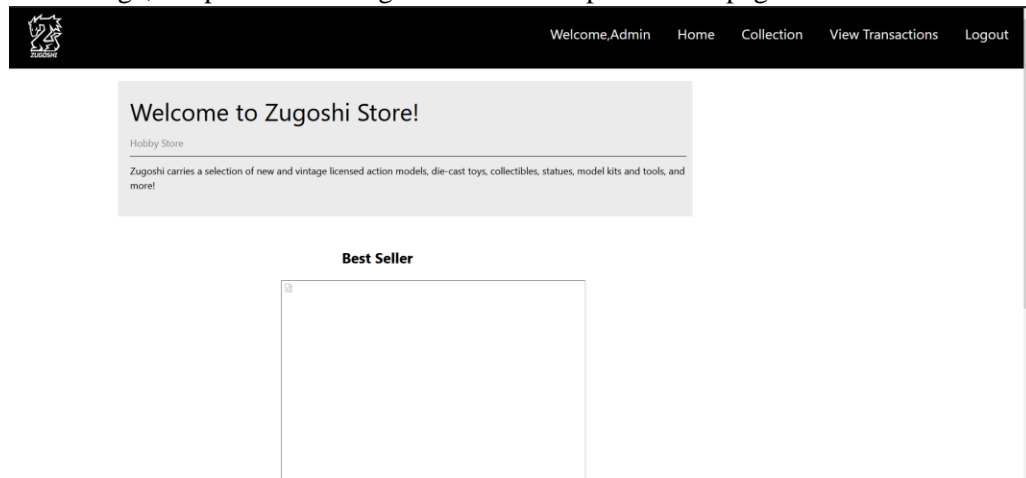 ZUGOSHI
Welcome,Admin Home Collection View Transactions Logout
Welcome to Zugoshi Store!
Hobby Store
Zugoshi carries a selection of new and vintage licensed action models, die-cast toys, collectibles, statues, model kits and tools, and
more!
Best Seller